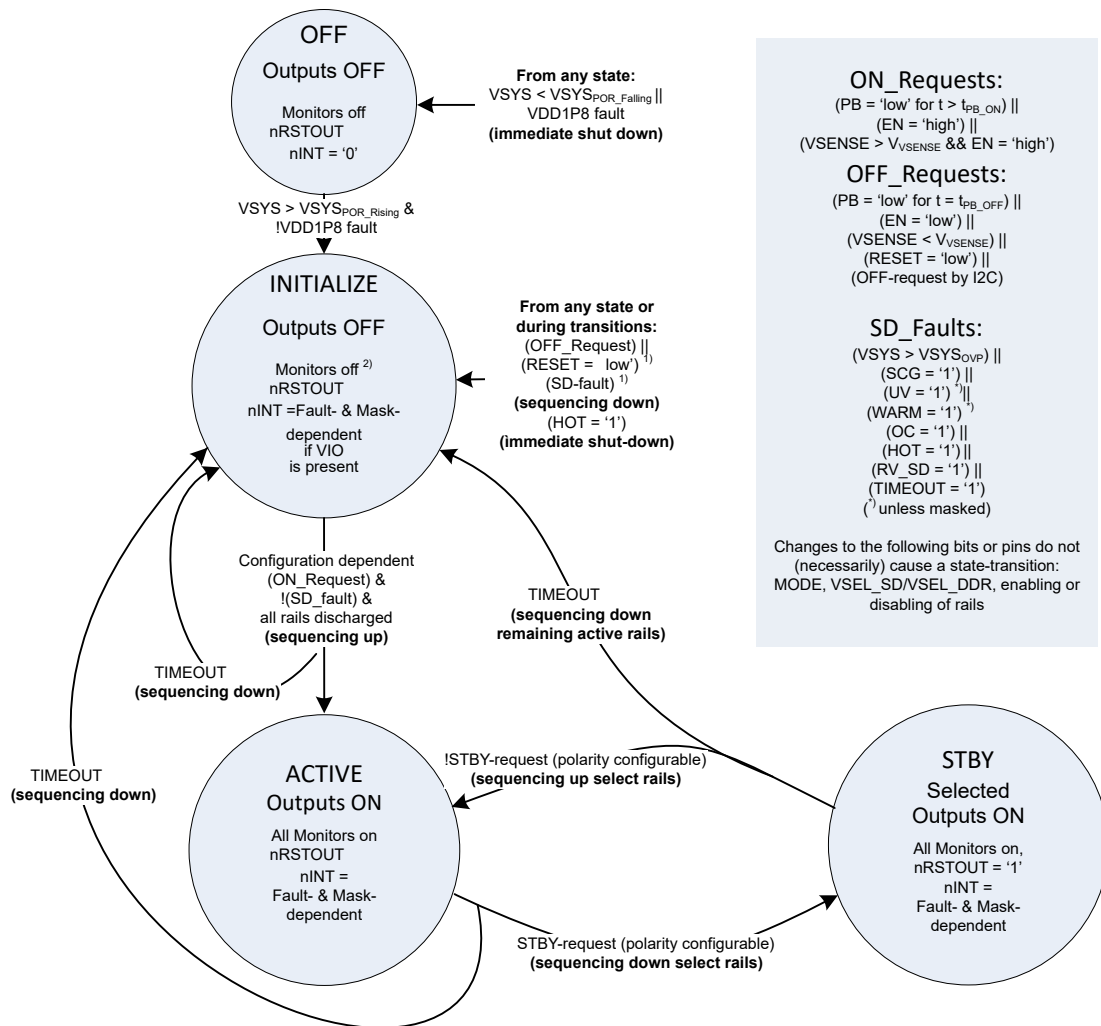 OFF
Outputs OFF
Monitors off
nRSTOUT
nINT = ‘0’
From any state:
VSYS < VSYSPOR_Falling ||
VDD1P8 fault
(immediate shut down)
VSYS > VSYSPOR_Rising &
!VDD1P8 fault
INITIALIZE
Outputs OFF
Monitors off 2)
nRSTOUT
nINT =Fault- & Mask-
dependent
if VIO
is present
From any state or
during transitions:
(OFF_Request) ||
(RESET = low’) 1)
(SD-fault) 1)
(sequencing down)
(HOT = ‘1’)
(immediate shut-down)
Configuration dependent
(ON_Request) &
!(SD_fault) &
all rails discharged
(sequencing up)
TIMEOUT
(sequencing down)
TIMEOUT
(sequencing down
remaining active rails)
TIMEOUT
(sequencing down)
ACTIVE
Outputs ON
All Monitors on
nRSTOUT
nINT =
Fault- & Mask-
dependent
!STBY-request (polarity configurable)
(sequencing up select rails)
STBY-request (polarity configurable)
(sequencing down select rails)
STBY
Selected
Outputs ON
All Monitors on,
nRSTOUT = ‘1’
nINT =
Fault- & Mask-
dependent
ON_Requests:
(PB = ‘low’ for t > tPB_ON) ||
(EN = ‘high’) ||
(VSENSE > VVSENSE && EN = ‘high’)
OFF_Requests:
(PB = ‘low’ for t = tPB_OFF) ||
(EN = ‘low’) ||
(VSENSE < VVSENSE) ||
(RESET = ‘low’) ||
(OFF-request by I2C)
SD_Faults:
(VSYS > VSYSOVP) ||
(SCG = ‘1’) ||
(UV = ‘1’) *)||
(WARM = ‘1’) *)
(OC = ‘1’) ||
(HOT = ‘1’) ||
(RV_SD = ‘1’) ||
(TIMEOUT = ‘1’)
(*) unless masked)
Changes to the following bits or pins do not
(necessarily) cause a state-transition:
MODE, VSEL_SD/VSEL_DDR, enabling or
disabling of rails